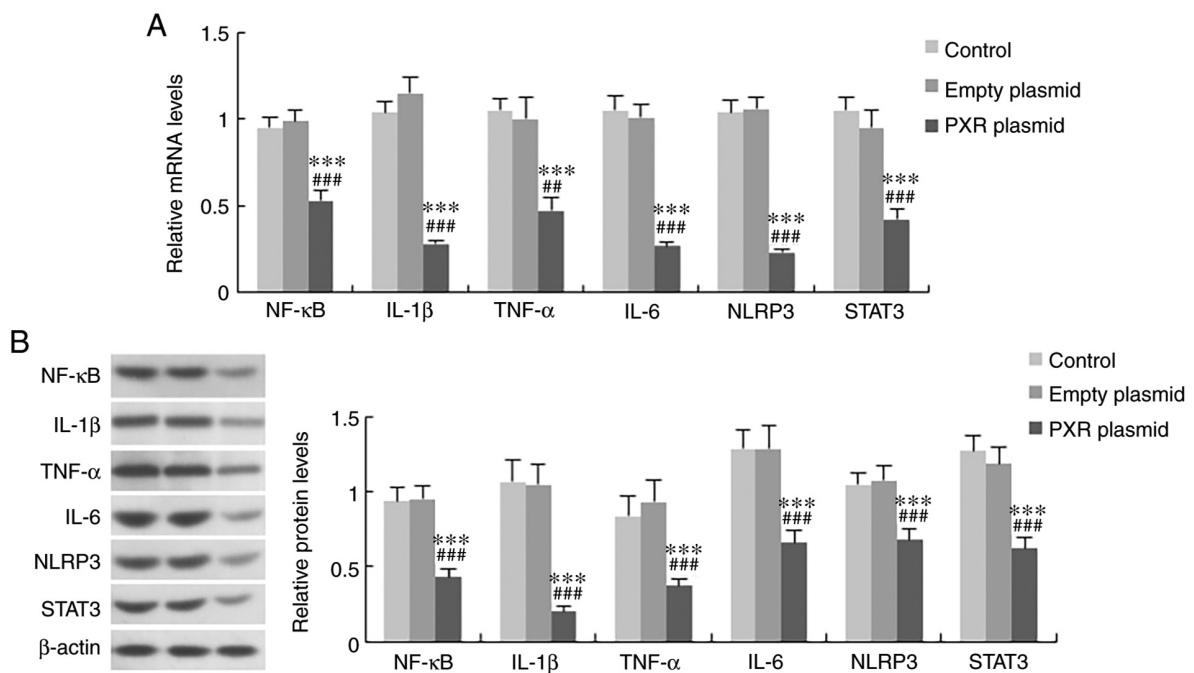 A
Relative mRNA levels
1.5
1
0.5
0
***
###
***
###
***
##
***
###
***
###
***
###
NF-κB IL-1β TNF-α IL-6 NLRP3 STAT3
Control
Empty plasmid
PXR plasmid
B
NF-κB
IL-1β
TNF-α
IL-6
NLRP3
STAT3
β-actin
Relative protein levels
1.5
1
0.5
0
***
###
***
###
***
###
***
###
***
###
***
###
NF-κB IL-1β TNF-α IL-6 NLRP3 STAT3
Control
Empty plasmid
PXR plasmid